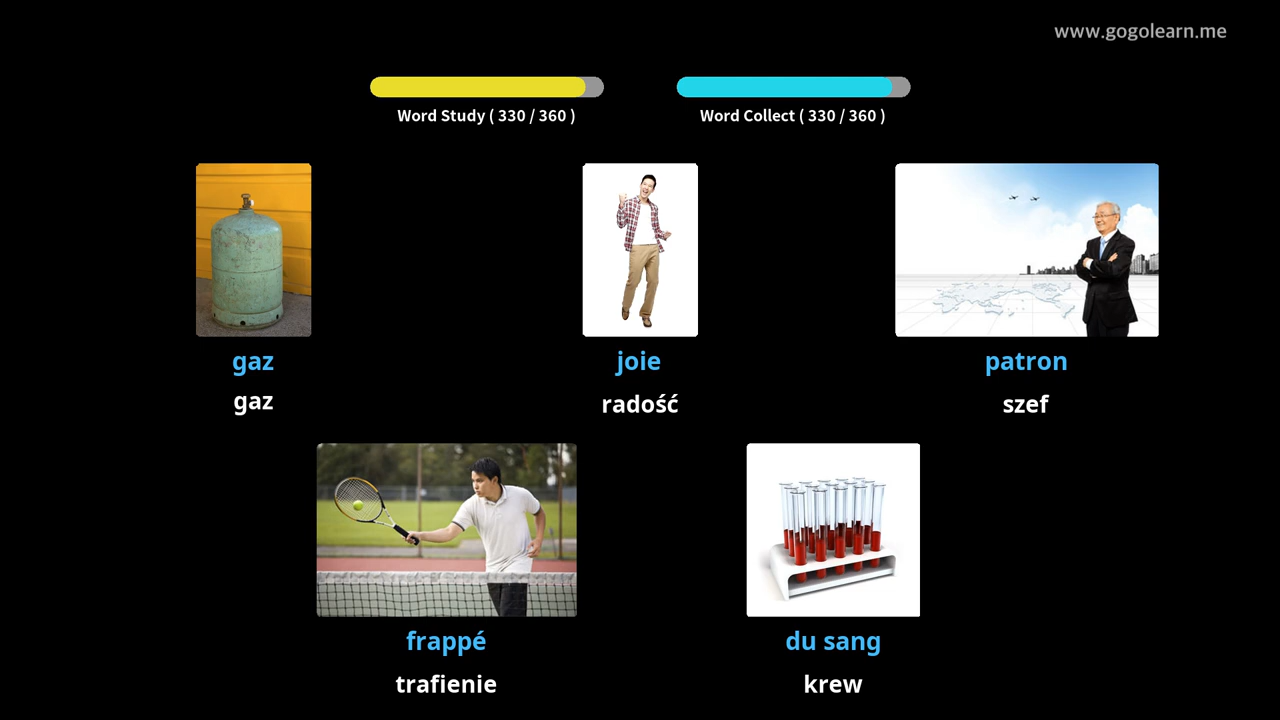 www.gogolearn.me
Word Study ( 330 / 360 )
Word Collect ( 330 / 360 )
gaz
joie
patron
gaz
radość
szef
frappé
du sang
trafienie
krew